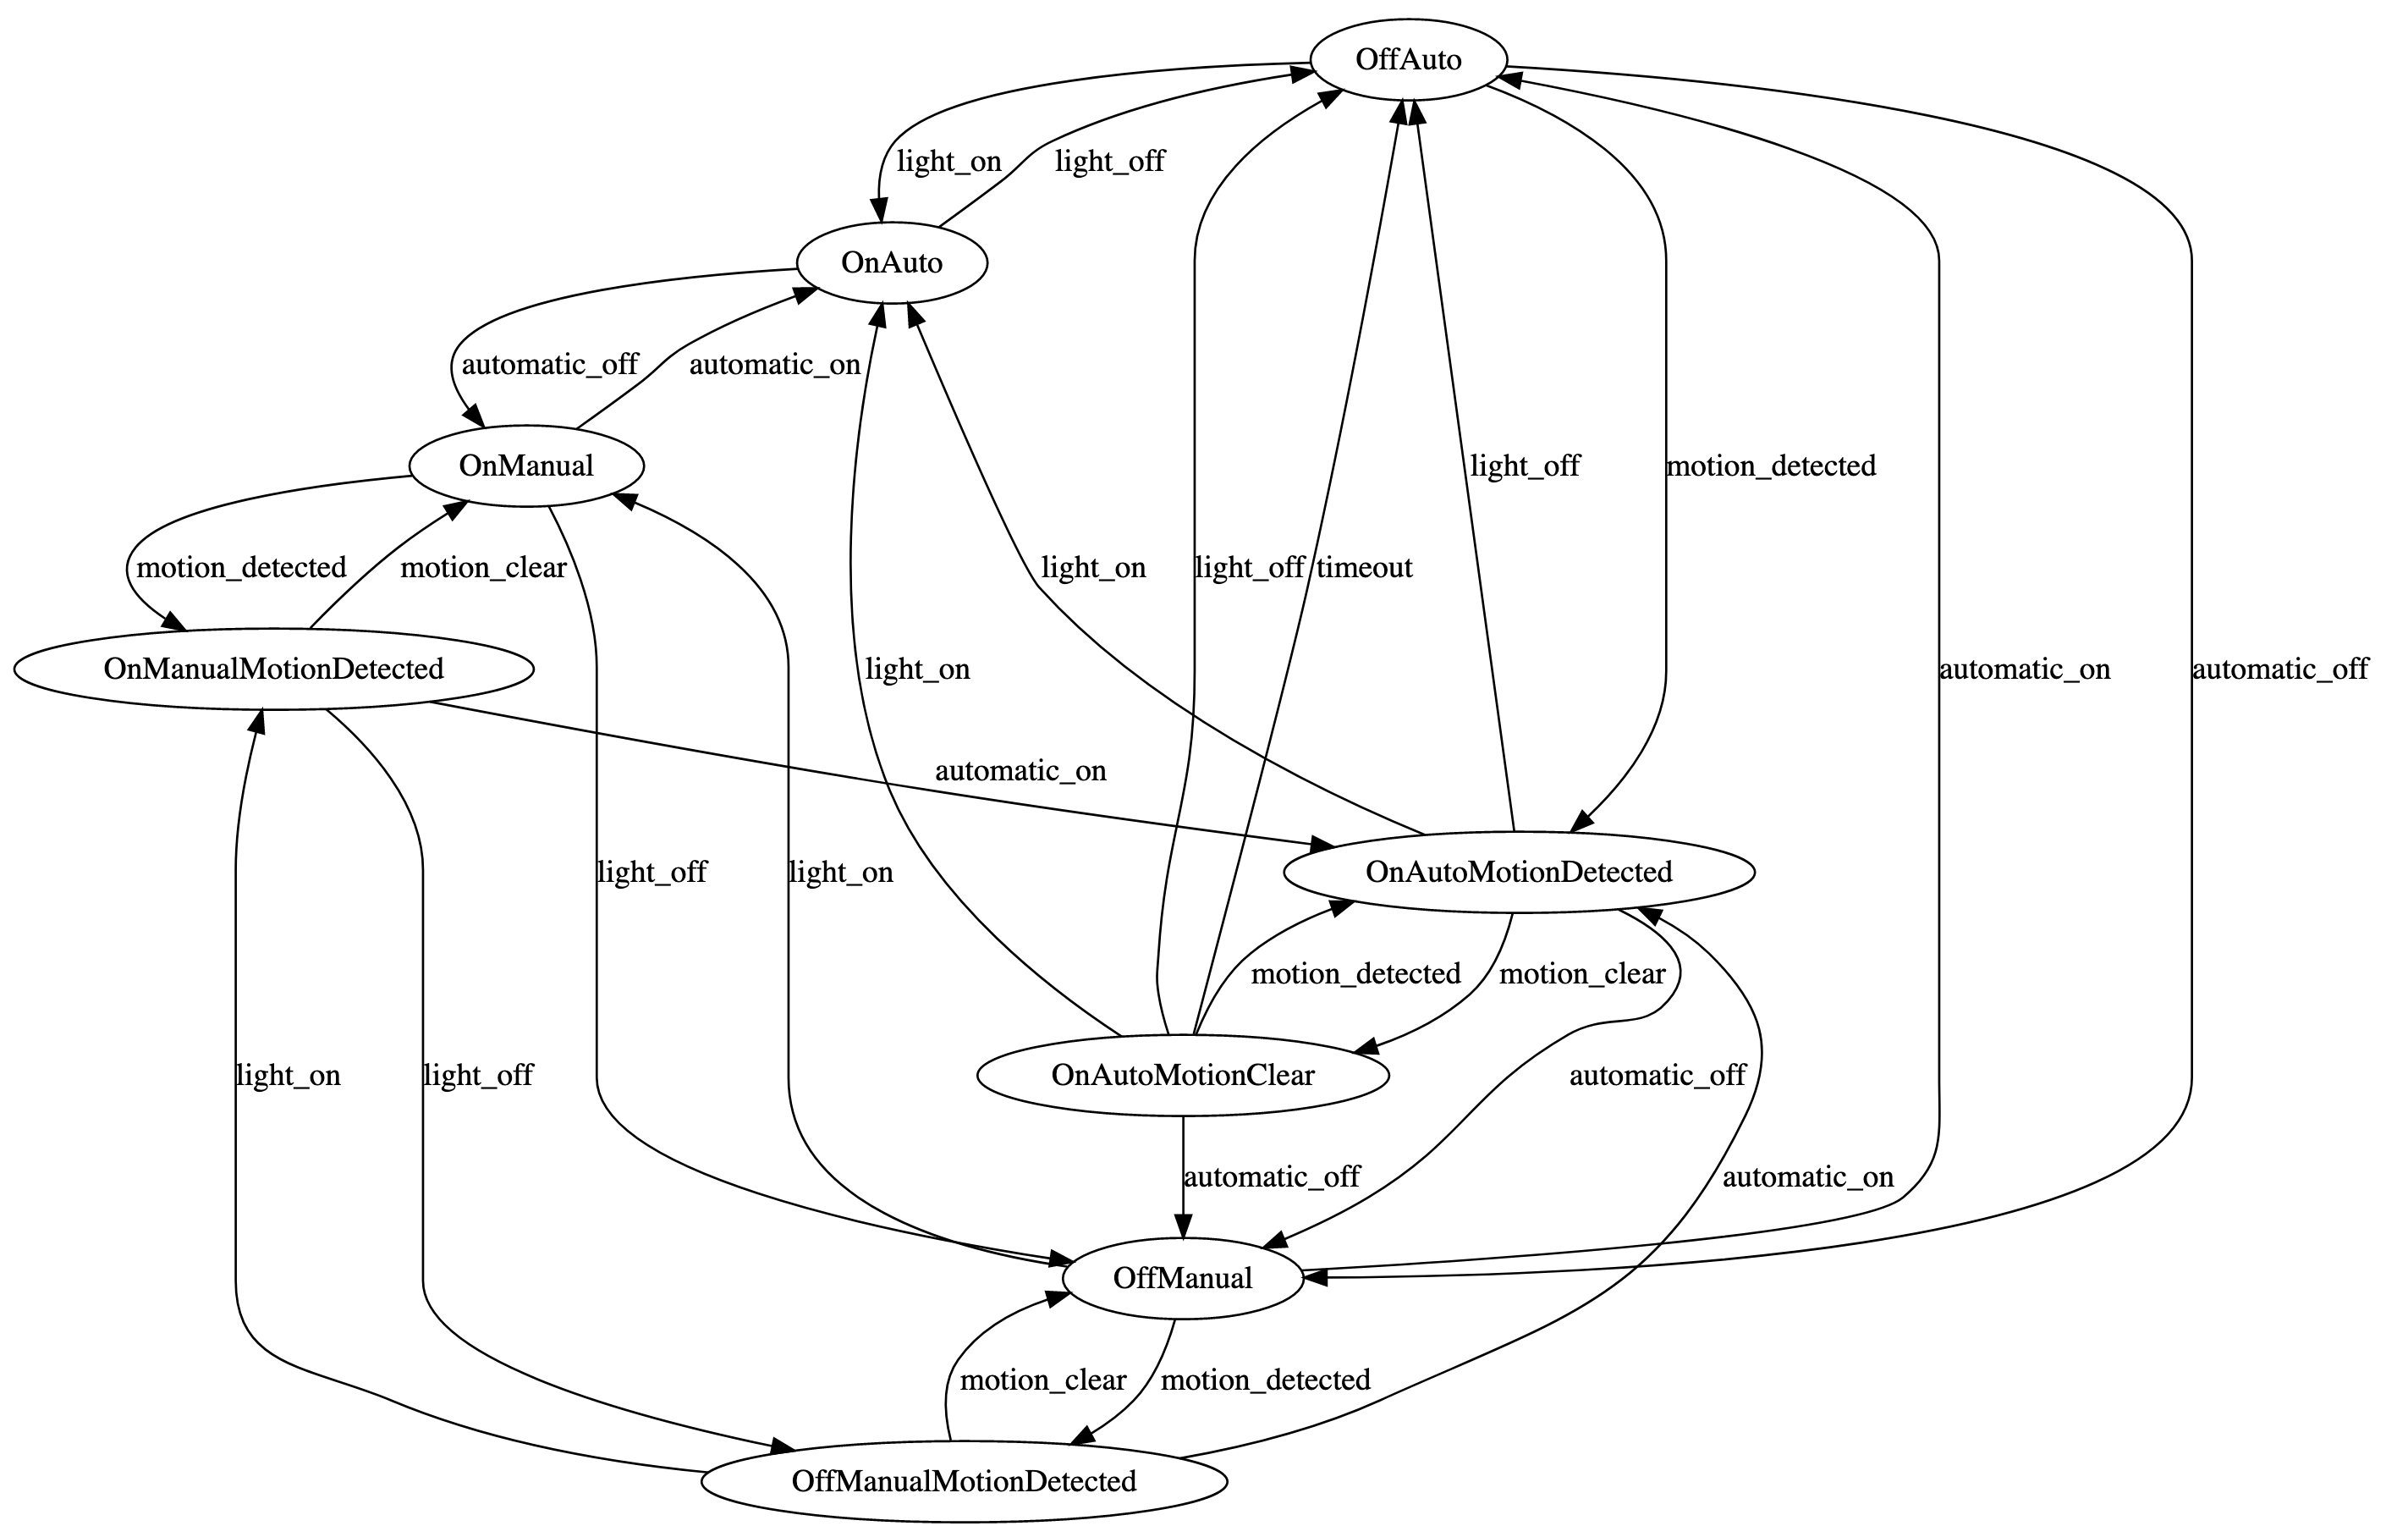 OffAuto
light_on
light_off
OnAuto
automatic_off
automatic_on
OnManual
light_off
motion_detected
motion_detected
motion_clear
light_on
light_off
timeout
OnManualMotionDetected
light_on
automatic_on
automatic_off
automatic_on
light_off
light_on
OnAutoMotionDetected
motion_detected
motion_clear
light_on
light_off
OnAutoMotionClear
automatic_off
automatic_off
automatic_on
OffManual
motion_clear
motion_detected
OffManualMotionDetected